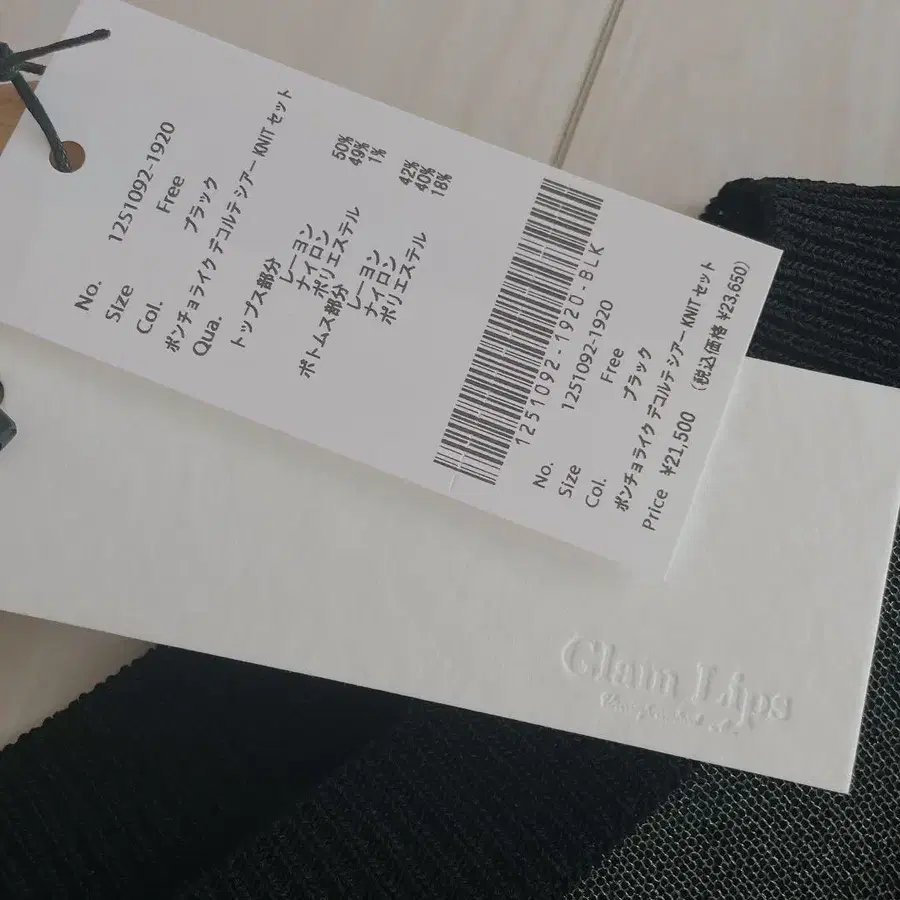 No. 1251092-1920
Size Free
Col. ブラック
ポンチョライク デコルテ シアー KNIT セット
Qua.
トップス部分
レーヨン 50%
ナイロン 49%
ポリエステル 1%
ボトムス部分
レーヨン 42%
ナイロン 40%
ポリエステル 18%
1251092-1920-BLK
No. 1251092-1920
Size Free
Col. ブラック
ポンチョライク デコルテ シアー KNIT セット
Price ¥21,500 (税込価格 ¥23,650)
Glam Lips